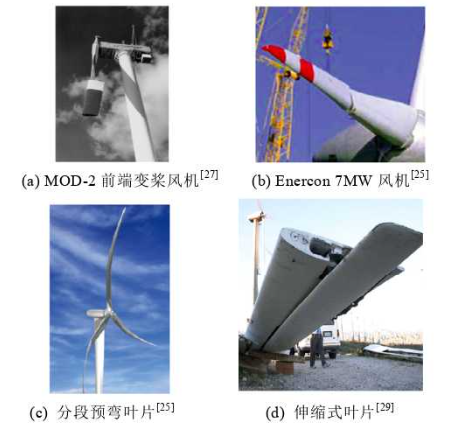 (a) MOD-2 前端变桨风机[27]
(b) Enercon 7MW 风机[25]
(c) 分段预弯叶片[25]
(d) 伸缩式叶片[29]